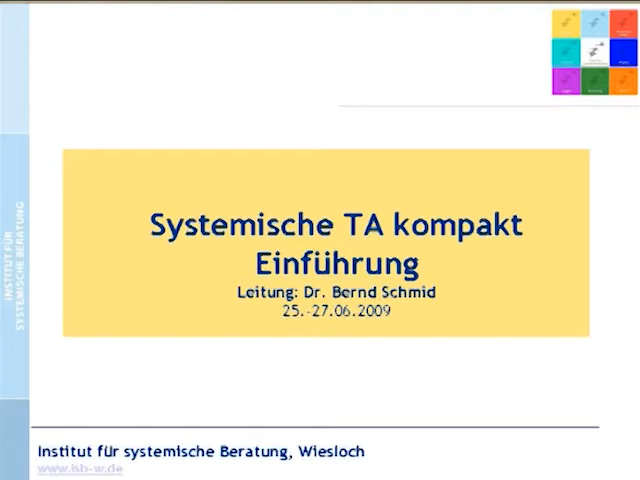 INSTITUT FÜR
SYSTEMISCHE BERATUNG
Systemische TA kompakt
Einführung
Leitung: Dr. Bernd Schmid
25.-27.06.2009
Institut für systemische Beratung, Wiesloch
www.isb-w.de